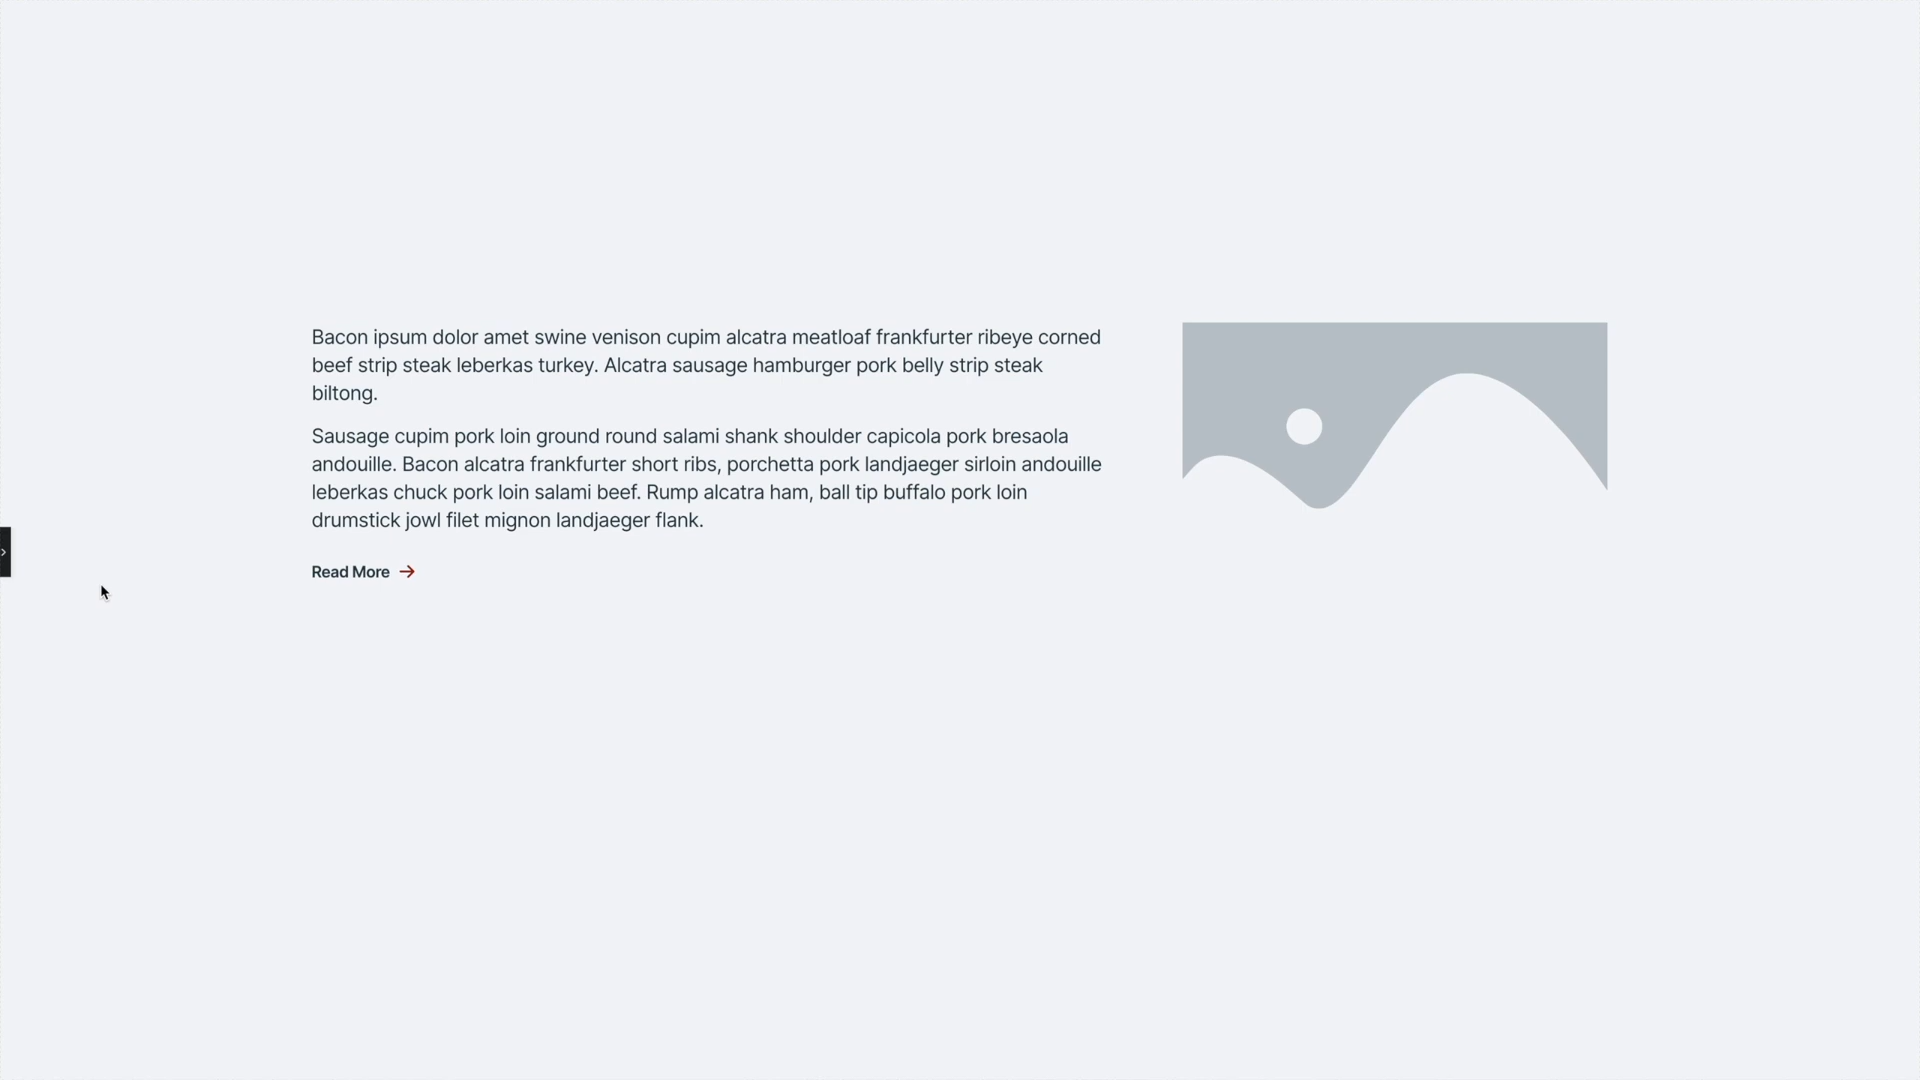 Bacon ipsum dolor amet swine venison cupim alcatra meatloaf frankfurter ribeye corned
beef strip steak leberkas turkey. Alcatra sausage hamburger pork belly strip steak
biltong.
Sausage cupim pork loin ground round salami shank shoulder capicola pork bresaola
andouille. Bacon alcatra frankfurter short ribs, porchetta pork landjaeger sirloin andouille
leberkas chuck pork loin salami beef. Rump alcatra ham, ball tip buffalo pork loin
drumstick jowl filet mignon landjaeger flank.
Read More